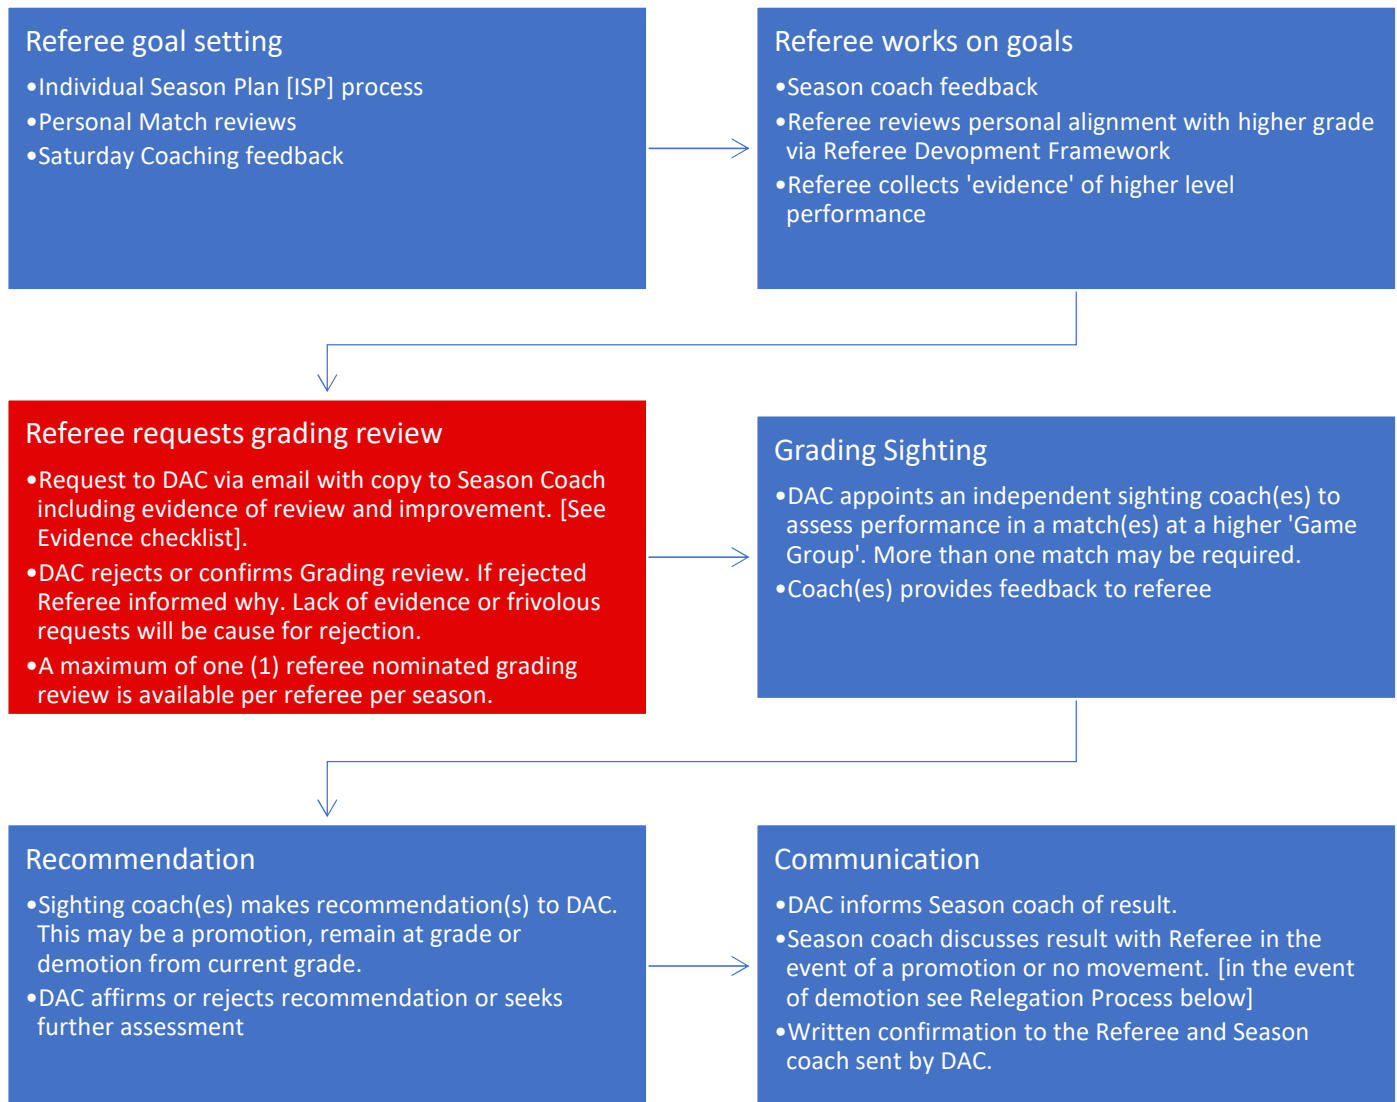 Referee goal setting
•Individual Season Plan [ISP] process
•Personal Match reviews
•Saturday Coaching feedback
Referee works on goals
•Season coach feedback
•Referee reviews personal alignment with higher grade
via Referee Devopment Framework
•Referee collects 'evidence' of higher level
performance
Referee requests grading review
•Request to DAC via email with copy to Season Coach
including evidence of review and improvement. [See
Evidence checklist].
•DAC rejects or confirms Grading review. If rejected
Referee informed why. Lack of evidence or frivolous
requests will be cause for rejection.
•A maximum of one (1) referee nominated grading
review is available per referee per season.
Grading Sighting
•DAC appoints an independent sighting coach(es) to
assess performance in a match(es) at a higher 'Game
Group'. More than one match may be required.
•Coach(es) provides feedback to referee
Recommendation
•Sighting coach(es) makes recommendation(s) to DAC.
This may be a promotion, remain at grade or
demotion from current grade.
•DAC affirms or rejects recommendation or seeks
further assessment
Communication
•DAC informs Season coach of result.
•Season coach discusses result with Referee in the
event of a promotion or no movement. [in the event
of demotion see Relegation Process below]
•Written confirmation to the Referee and Season
coach sent by DAC.